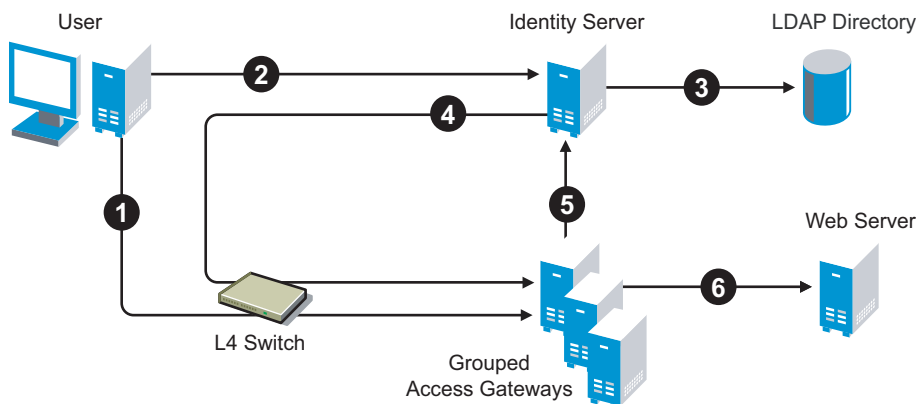 User
Identity Server
LDAP Directory
2
3
4
1
5
Web Server
6
L4 Switch
Grouped
Access Gateways